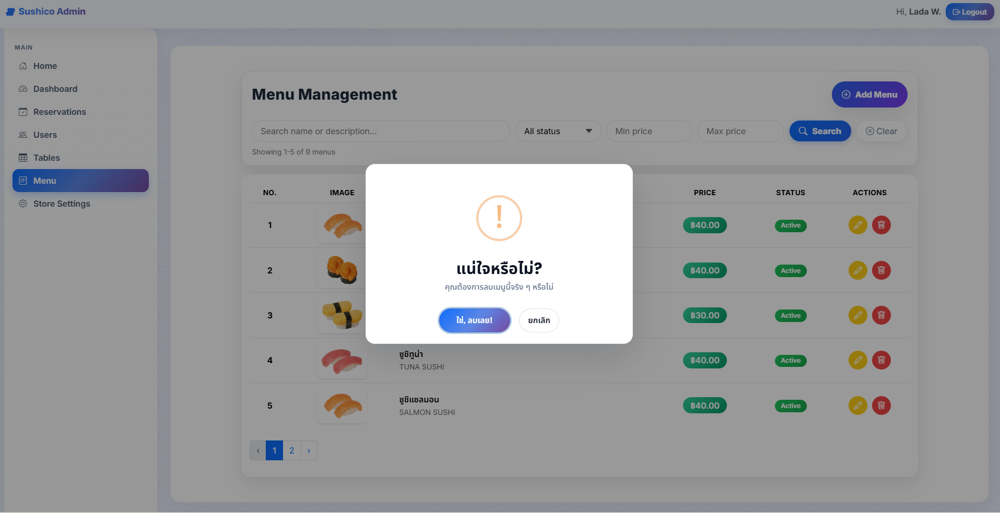 Sushico Admin
Hi, Lada W.
Logout
MAIN
Home
Dashboard
Reservations
Users
Tables
Menu
Store Settings
Menu Management
Add Menu
Search name or description...
All status
Min price
Max price
Search
Clear
Showing 1-5 of 9 menus
NO.
IMAGE
PRICE
STATUS
ACTIONS
1
฿40.00
Active
2
฿40.00
Active
3
฿30.00
Active
4
ซูชิทูน่า
TUNA SUSHI
฿40.00
Active
5
ซูชิแซลมอน
SALMON SUSHI
฿40.00
Active
‹ 1 2 ›
!
แน่ใจหรือไม่?
คุณต้องการลบเมนูนี้จริง ๆ หรือไม่
ใช่, ลบเลย!
ยกเลิก